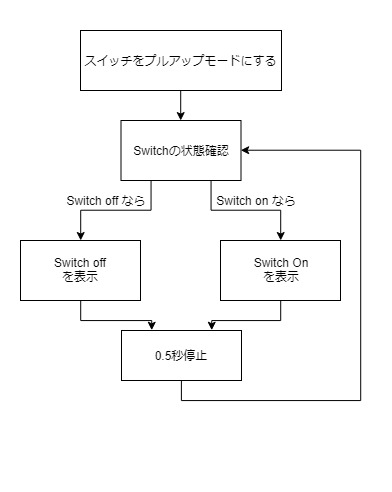 スイッチをプルアップモードにする
Switchの状態確認
Switch off なら
Switch on なら
Switch off
を表示
Switch On
を表示
0.5秒停止